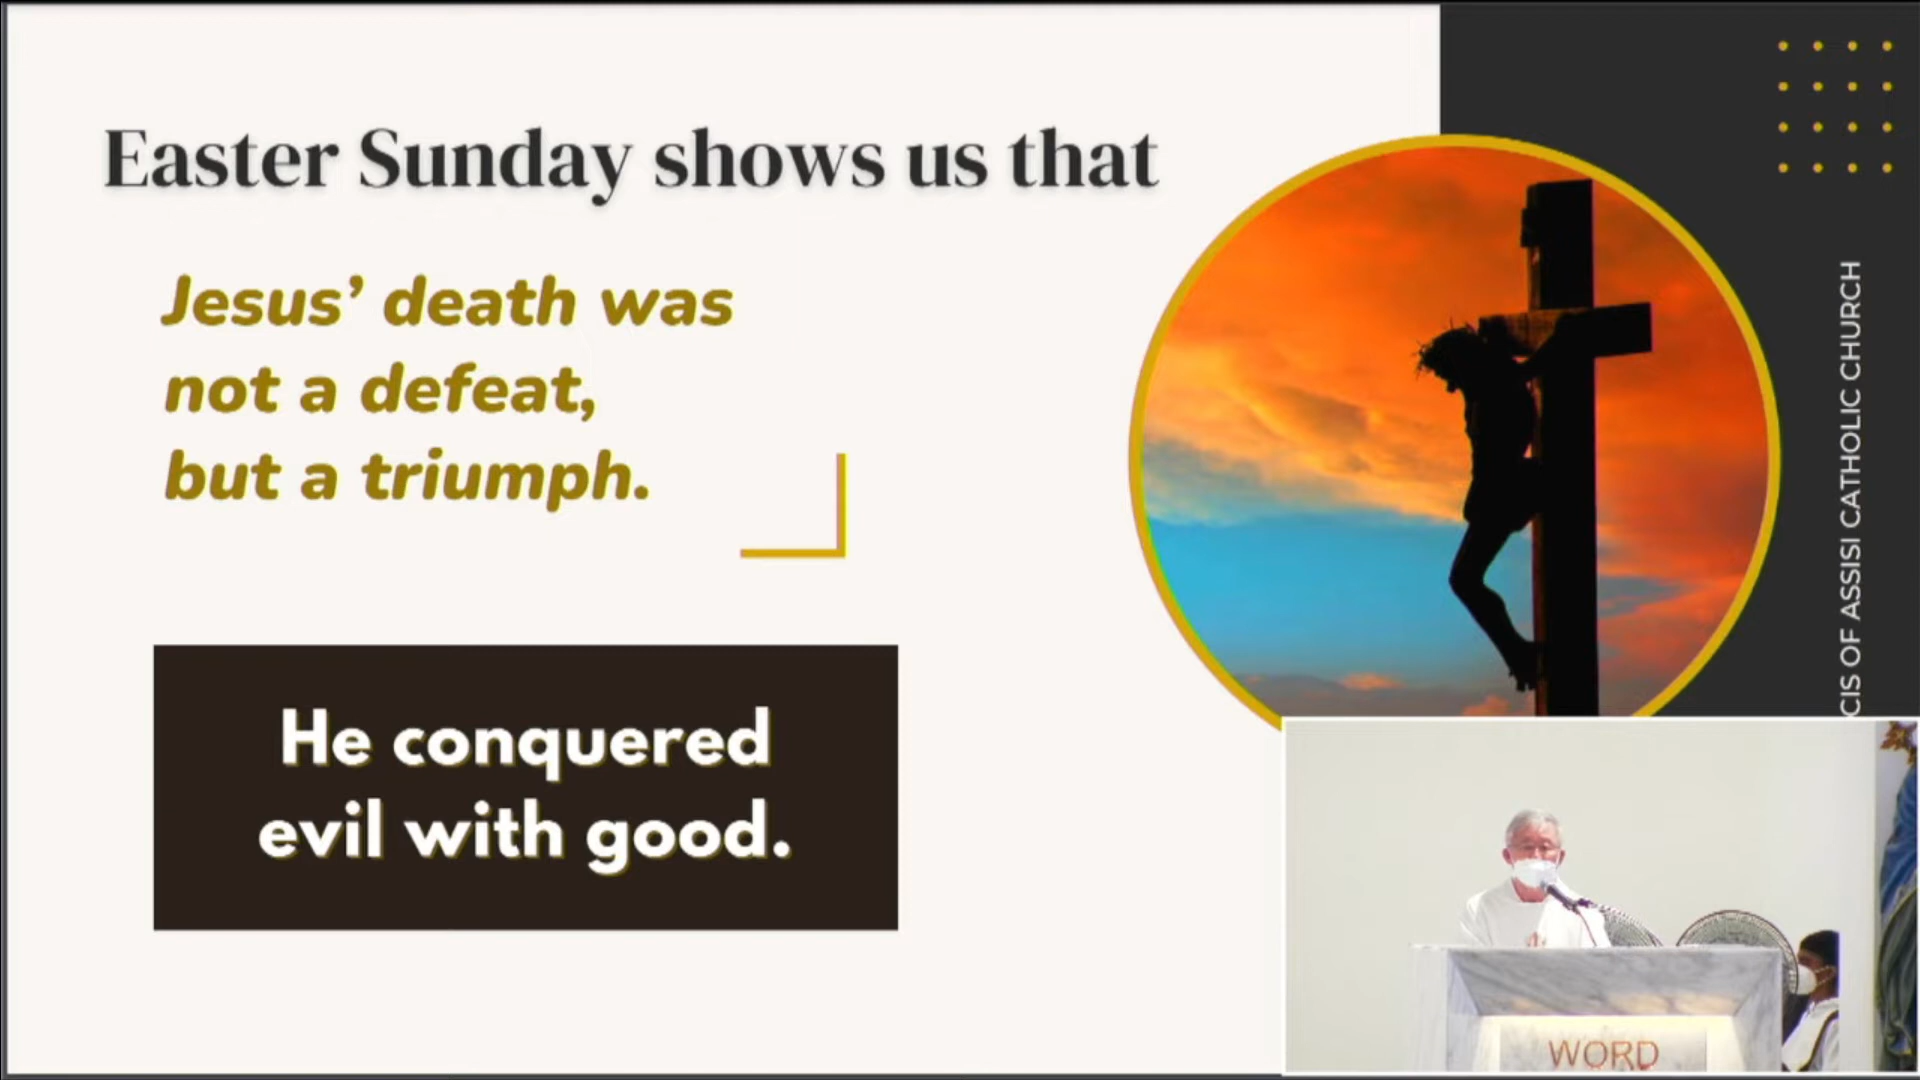 Easter Sunday shows us that
Jesus’ death was
not a defeat,
but a triumph.
He conquered
evil with good.
OF ASSISI CATHOLIC CHURCH
WORD